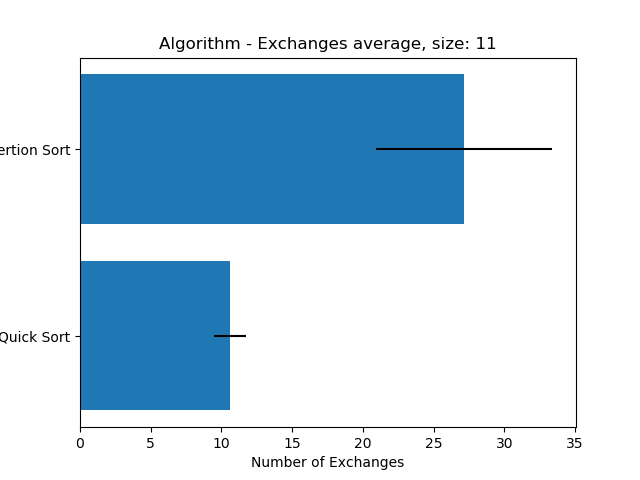 Algorithm - Exchanges average, size: 11
ertion Sort
Quick Sort
0 5 10 15 20 25 30 35
Number of Exchanges